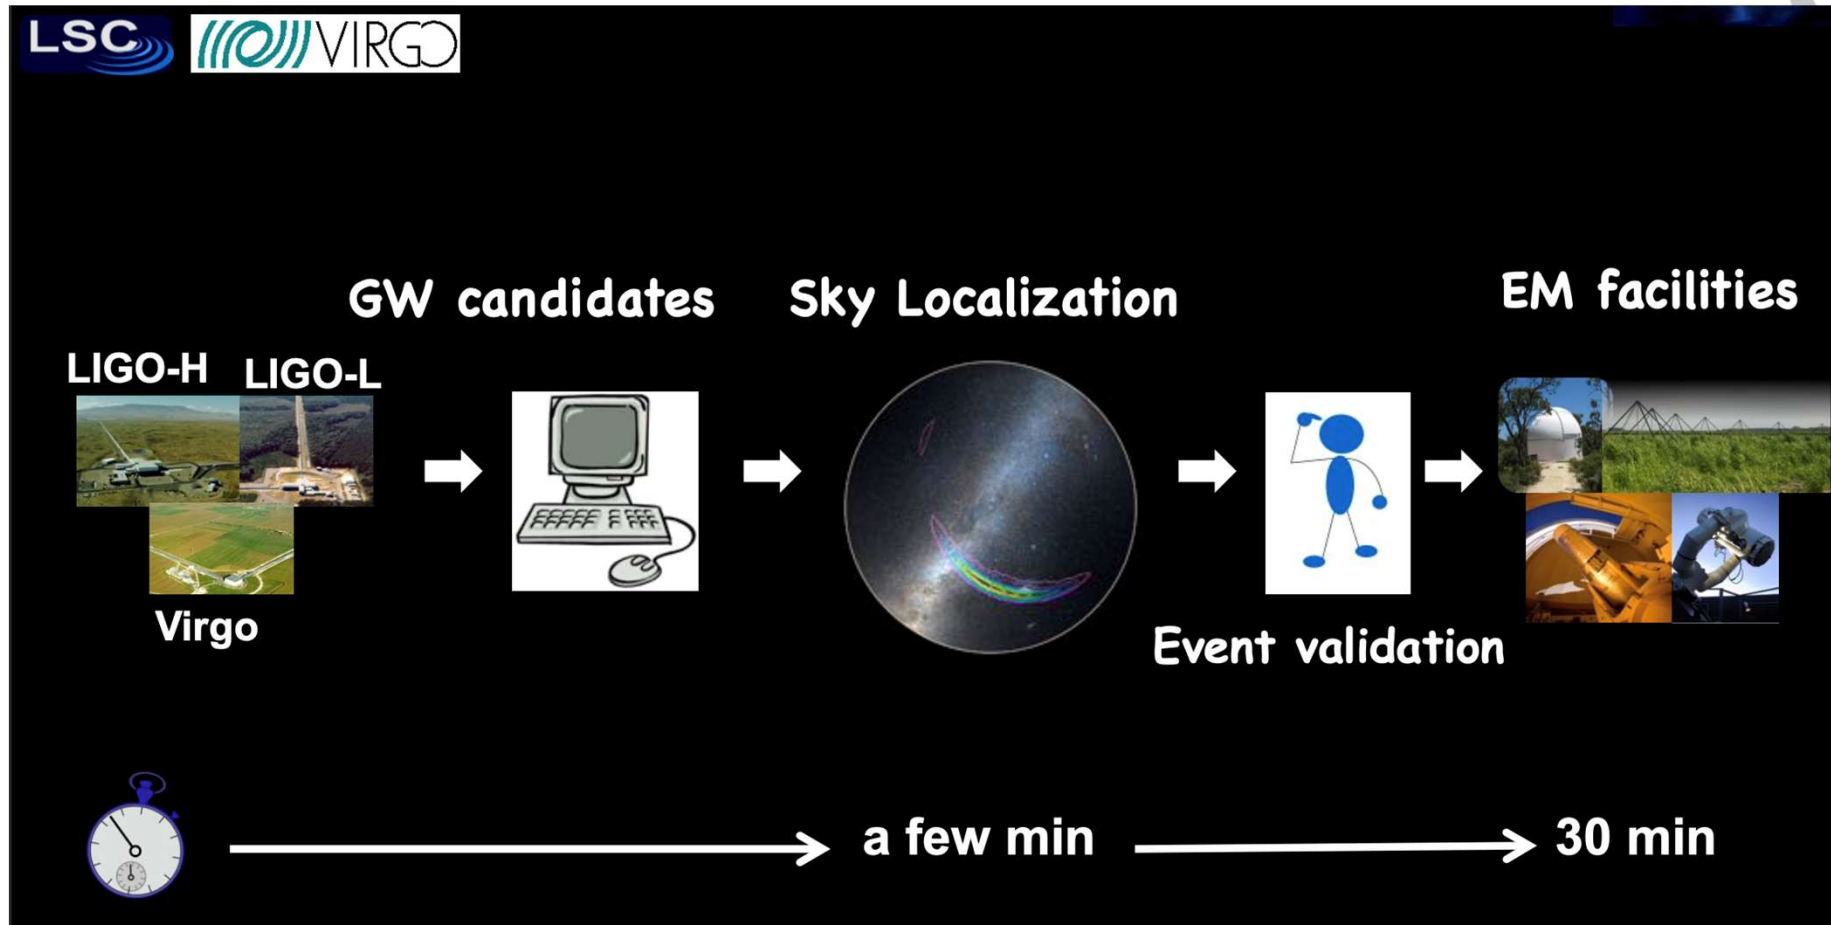 LSC
VIRGO
GW candidates
Sky Localization
EM facilities
LIGO-H
LIGO-L
Virgo
Event validation
a few min
30 min